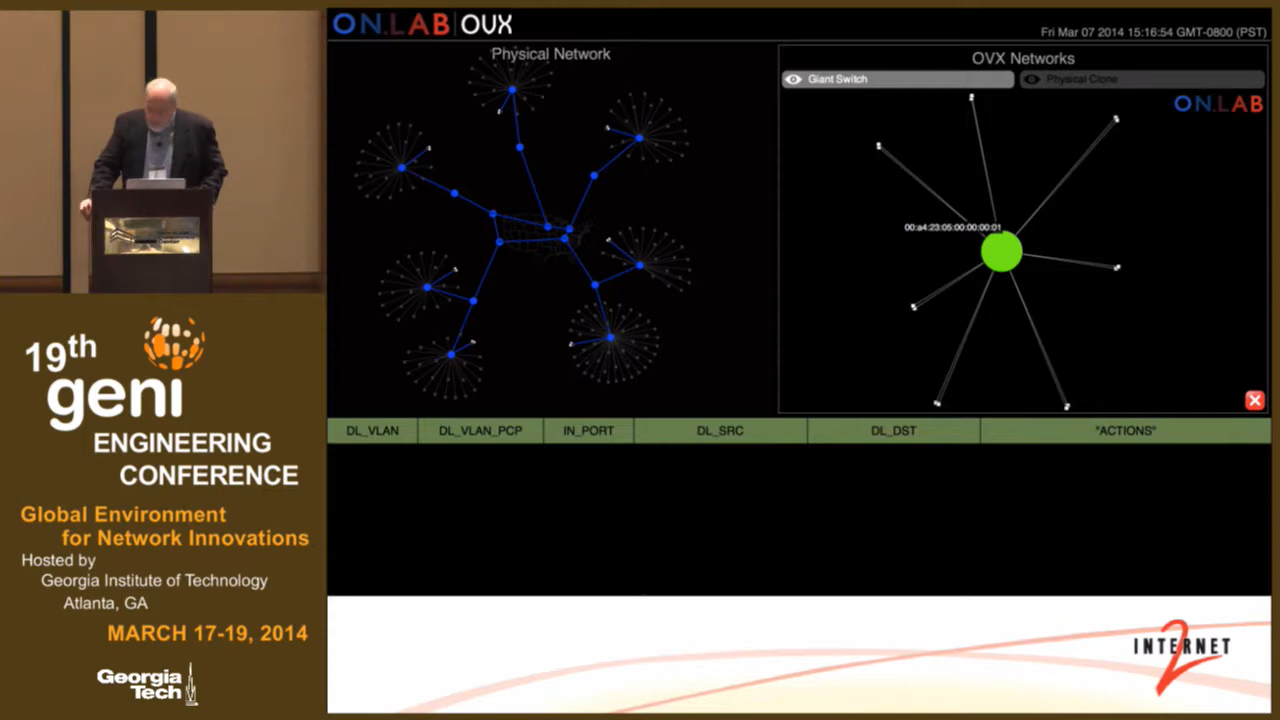 ON.LAB | OVX
Fri Mar 07 2014 15:16:54 GMT-0800 (PST)
Physical Network
OVX Networks
Giant Switch
Physical Clone
ON.LAB
00:a4:23:05:00:00:00:01
DL_VLAN
DL_VLAN_PCP
IN_PORT
DL_SRC
DL_DST
"ACTIONS"
19th
geni
ENGINEERING
CONFERENCE
Global Environment
for Network Innovations
Hosted by
Georgia Institute of Technology
Atlanta, GA
MARCH 17-19, 2014
Georgia
Tech
INTERNET
2